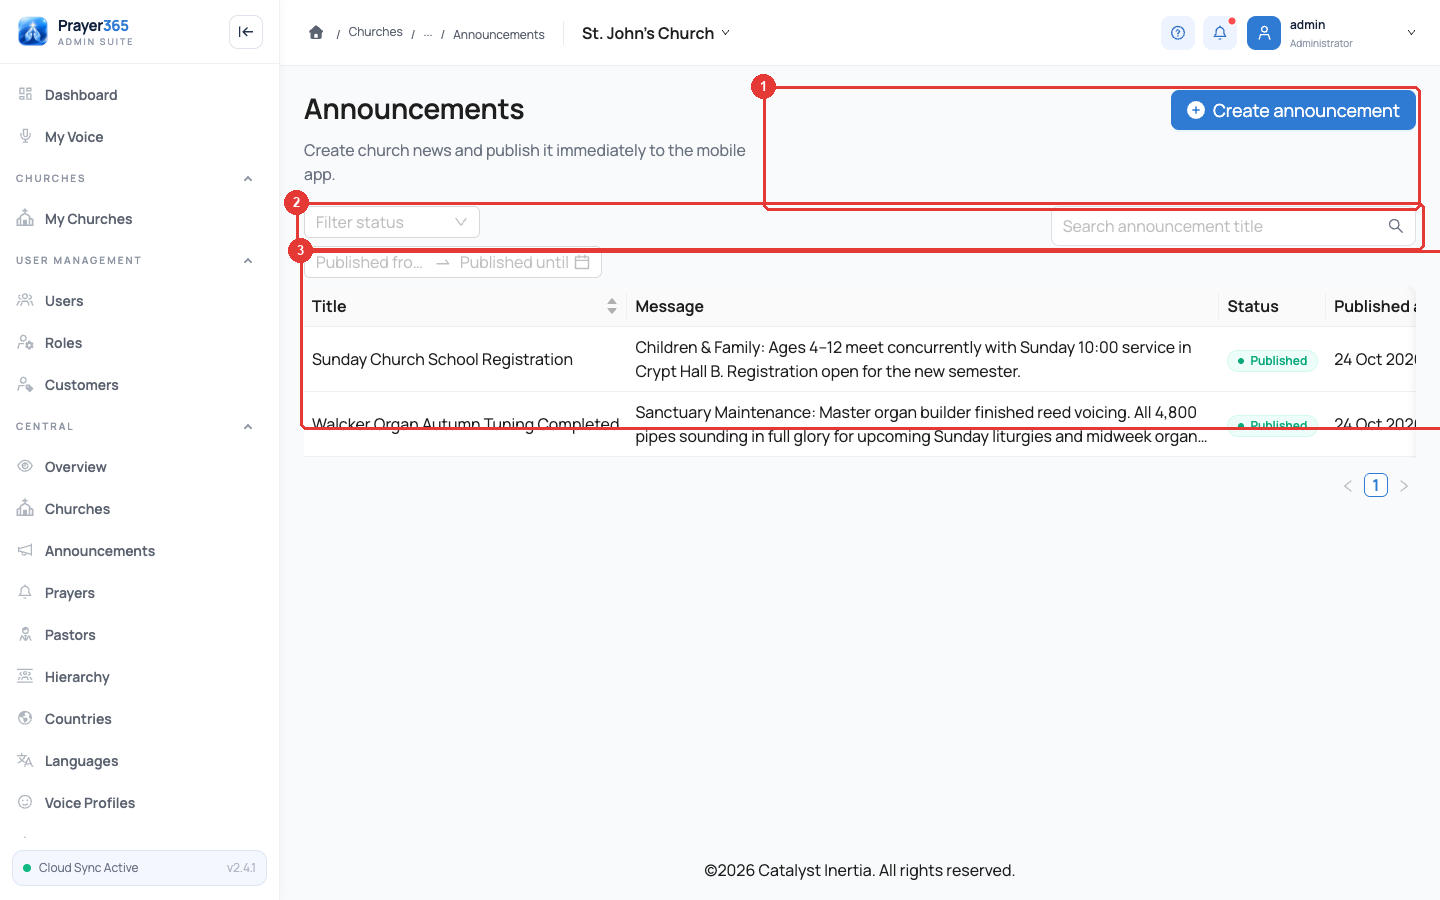 Prayer365
ADMIN SUITE
/ Churches / ... / Announcements
St. John's Church
admin
Administrator
Dashboard
My Voice
CHURCHES
My Churches
USER MANAGEMENT
Users
Roles
Customers
CENTRAL
Overview
Churches
Announcements
Prayers
Pastors
Hierarchy
Countries
Languages
Voice Profiles
Cloud Sync Active v2.4.1
1
Announcements
Create announcement
Create church news and publish it immediately to the mobile
app.
2
Filter status
Search announcement title
3
Published fro... Published until
Title Message Status Published a
Sunday Church School Registration
Children & Family: Ages 4–12 meet concurrently with Sunday 10:00 service in
Crypt Hall B. Registration open for the new semester.
Published
24 Oct 202
Walcker Organ Autumn Tuning Completed
Sanctuary Maintenance: Master organ builder finished reed voicing. All 4,800
pipes sounding in full glory for upcoming Sunday liturgies and midweek organ...
Published
24 Oct 202
1
©2026 Catalyst Inertia. All rights reserved.